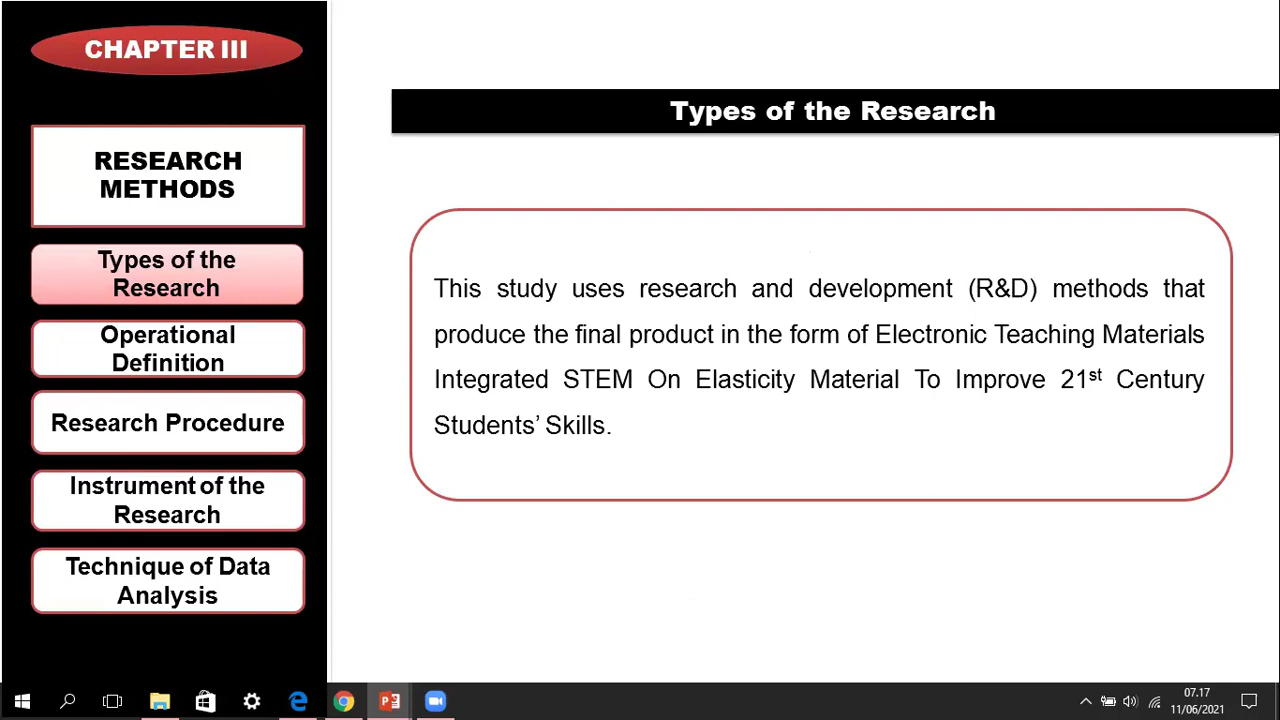 CHAPTER III
RESEARCH
METHODS
Types of the
Research
Operational
Definition
Research Procedure
Instrument of the
Research
Technique of Data
Analysis
Types of the Research
This study uses research and development (R&D) methods that
produce the final product in the form of Electronic Teaching Materials
Integrated STEM On Elasticity Material To Improve 21st Century
Students’ Skills.
07.17
11/06/2021